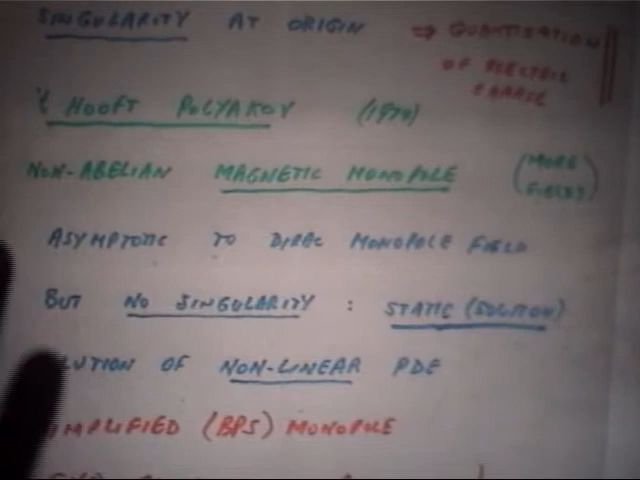 SINGULARITY AT ORIGIN ⇒ QUANTISATION
OF ELECTRIC
CHARGE
'T HOOFT POLYAKOV (1974)
NON-ABELIAN MAGNETIC MONOPOLE (MORE
FIELDS)
ASYMPTOTIC TO DIRAC MONOPOLE FIELD
BUT NO SINGULARITY : STATIC (SOLITON)
LUTION OF NON-LINEAR PDE
MPLIFIED (BPS) MONOPOLE